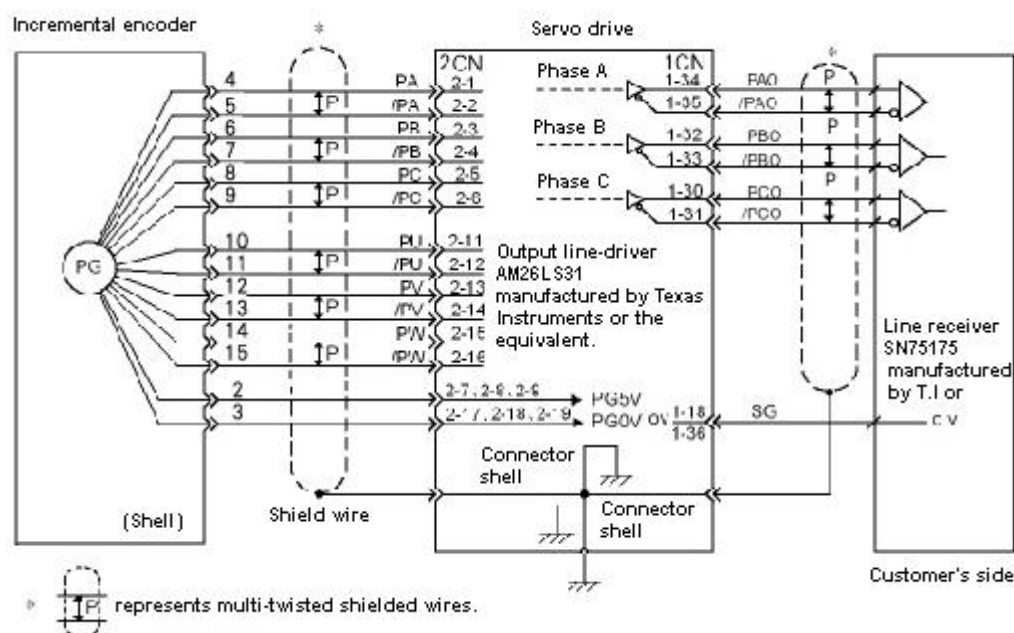 Incremental encoder
*
Servo drive
*
2CN
1CN
4 PA 2-1
5 /PA 2-2
6 PB 2-3
7 /PB 2-4
8 PC 2-5
9 /PC 2-6
P
P
P
Phase A
1-34 PAO
1-35 /PAO
P
Phase B
1-32 PBO
1-33 /PBO
P
Phase C
1-30 PCO
1-31 /PCO
P
PG
10 PU 2-11
11 /PU 2-12
12 PV 2-13
13 /PV 2-14
14 PW 2-15
15 /PW 2-16
P
P
P
Output line-driver
AM26LS31
manufactured by Texas
Instruments or the
equivalent.
Line receiver
SN75175
manufactured
by T.I or
2 2-7, 2-8, 2-9 PG5V
3 2-17, 2-18, 2-19 PG0V 0V 1-18 SG
1-36
Connector
shell
Connector
shell
(Shell)
Shield wire
Customer's side
* P represents multi-twisted shielded wires.